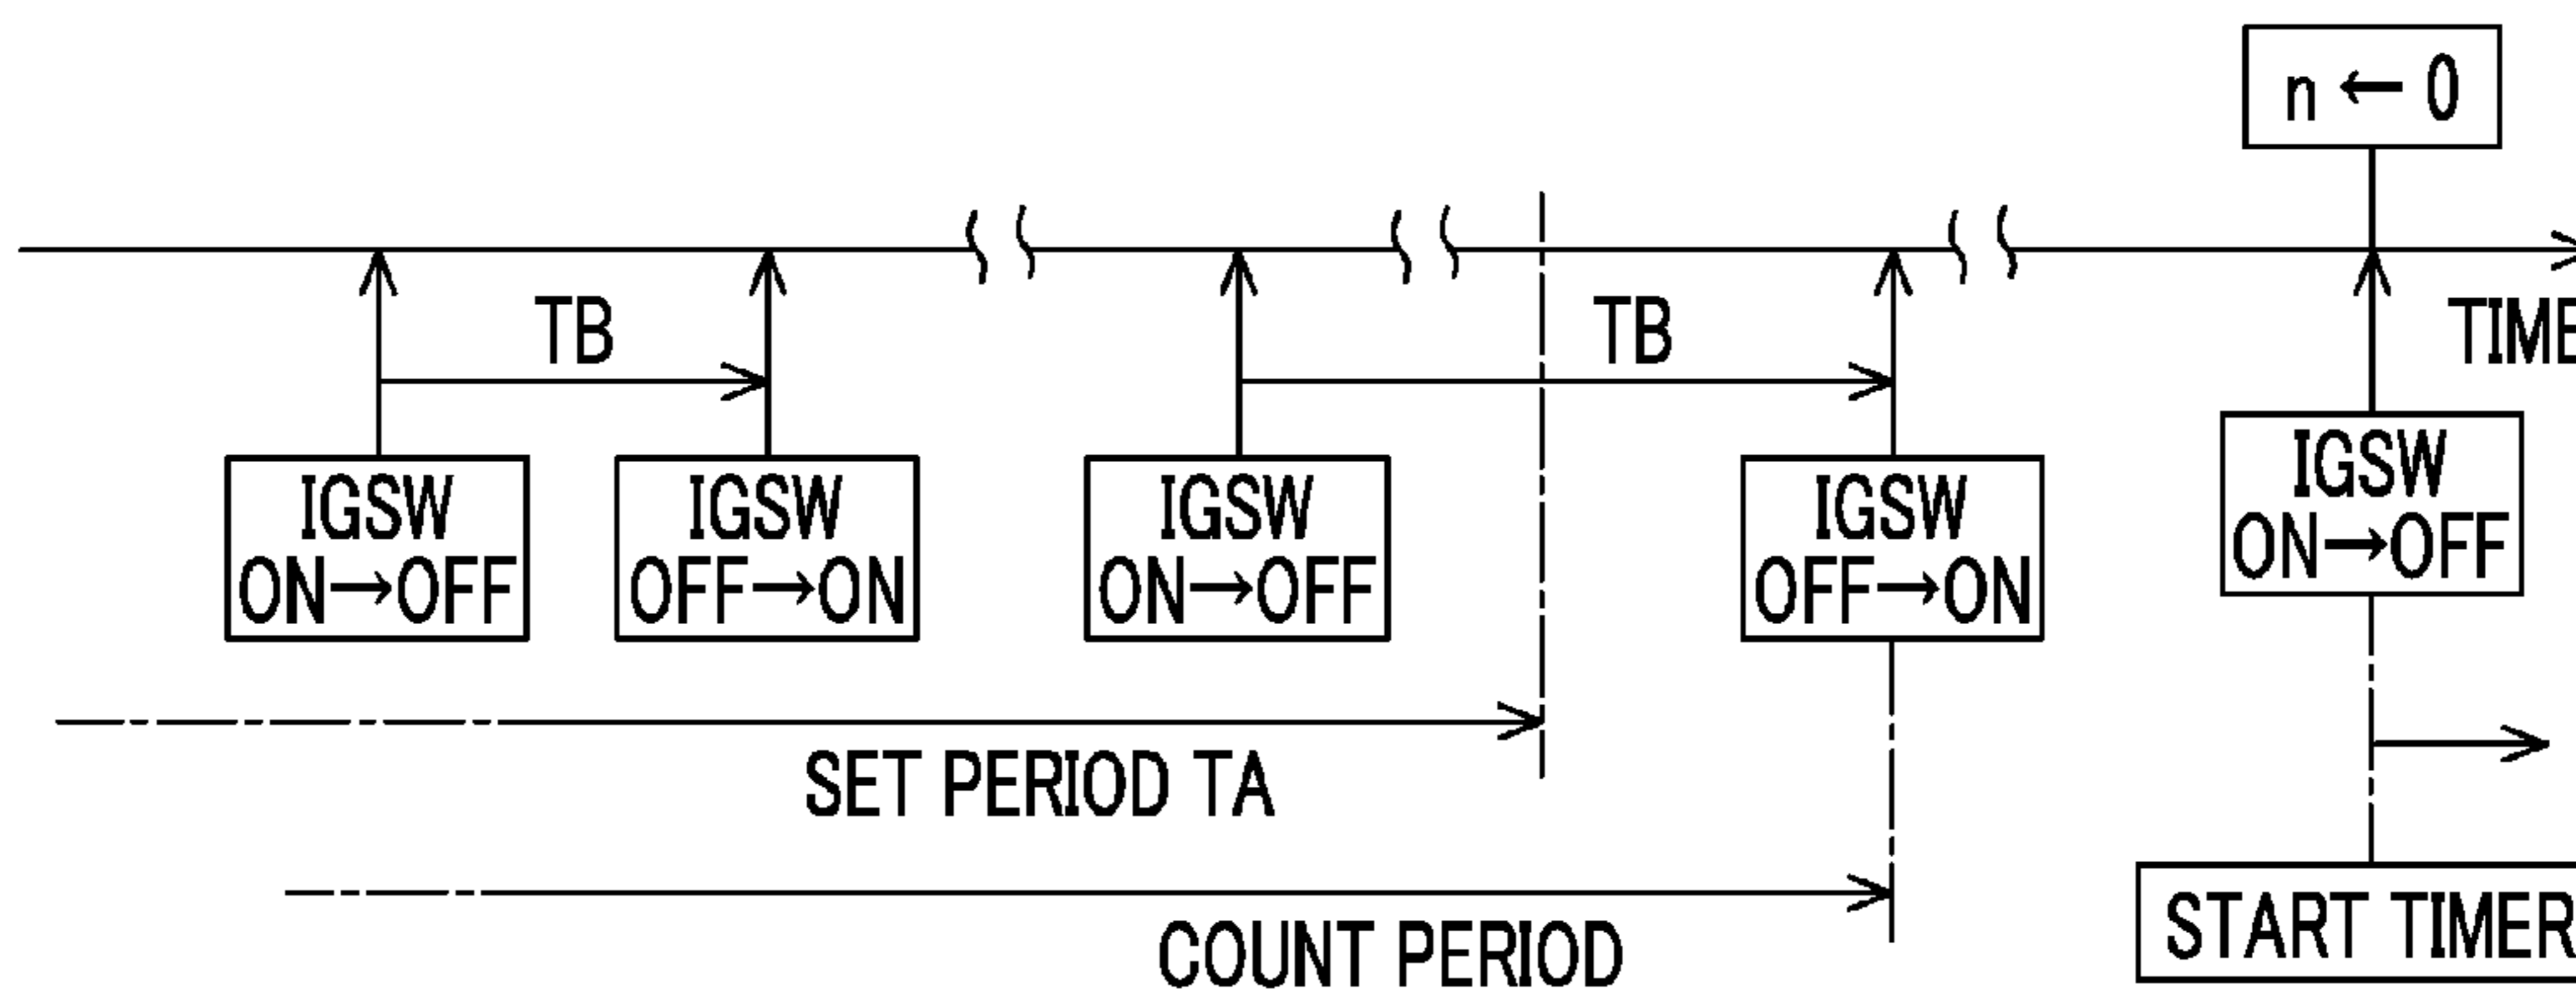 n ← 0
TB
TB
TIME
IGSW
ON→OFF
IGSW
OFF→ON
IGSW
ON→OFF
IGSW
OFF→ON
IGSW
ON→OFF
SET PERIOD TA
COUNT PERIOD
START TIMER